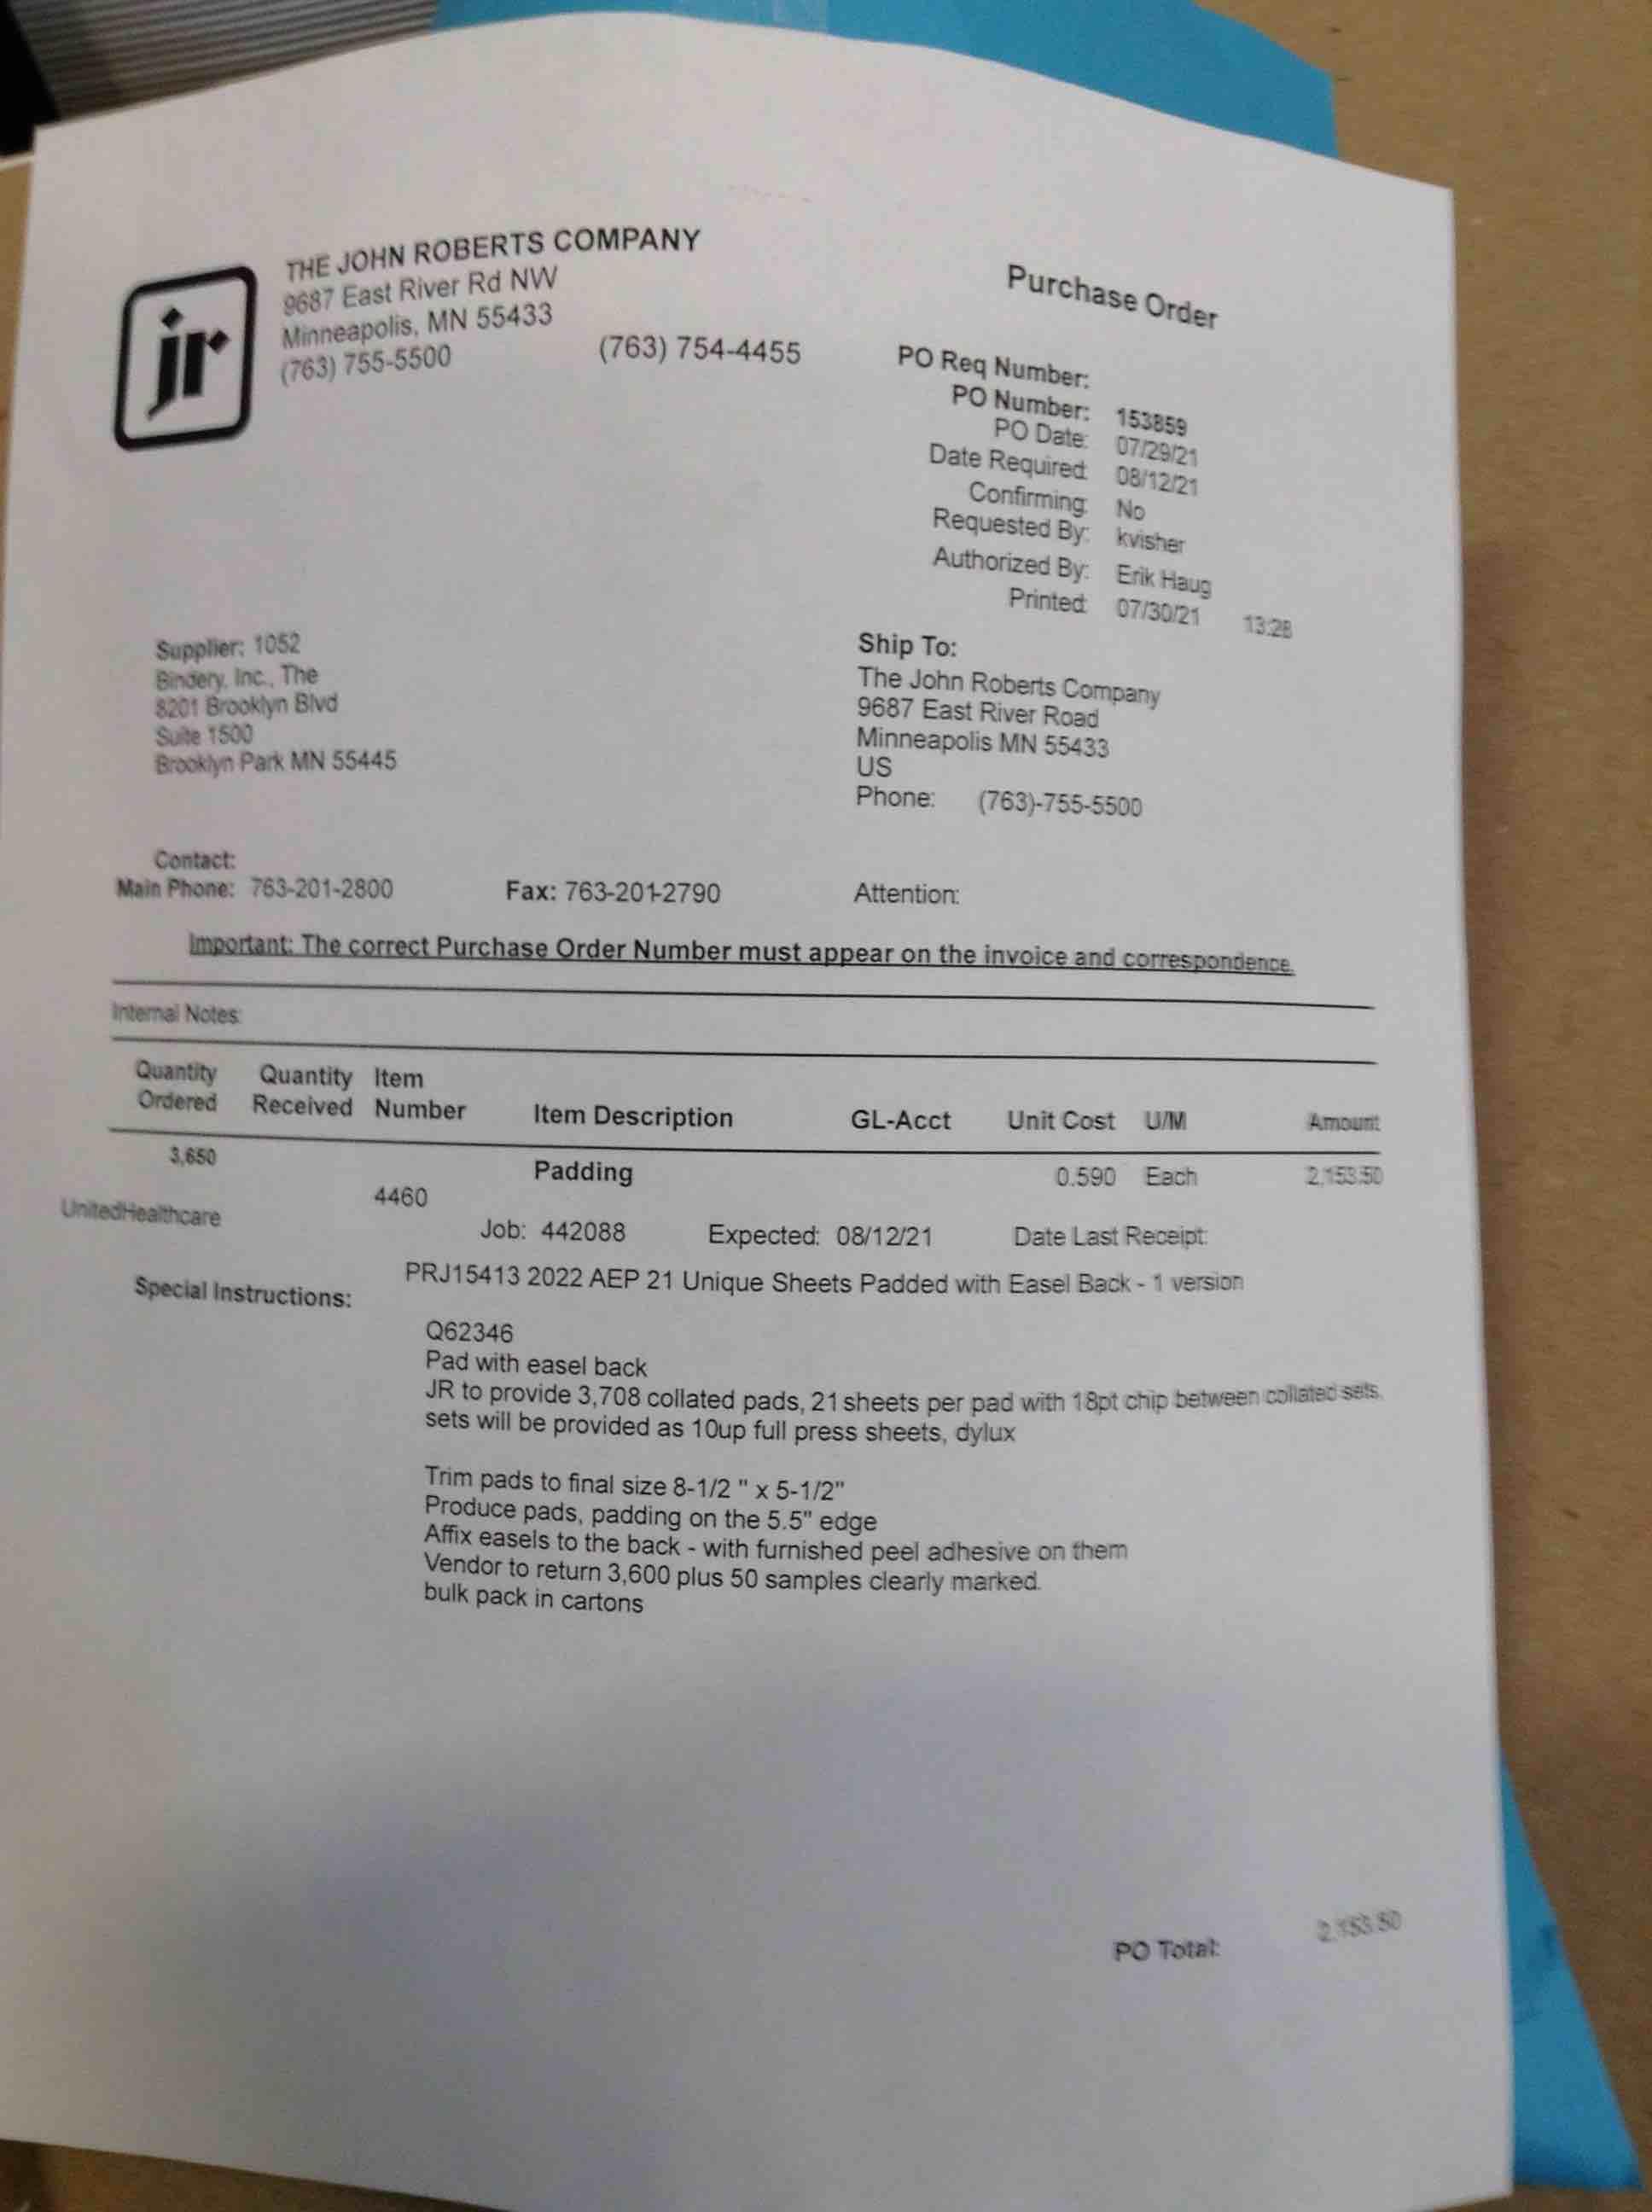 jr
THE JOHN ROBERTS COMPANY
9687 East River Rd NW
Minneapolis, MN 55433
(763) 755-5500 (763) 754-4455
Purchase Order
PO Req Number:
PO Number: 153859
PO Date: 07/29/21
Date Required: 08/12/21
Confirming: No
Requested By: kvisher
Authorized By: Erik Haug
Printed: 07/30/21 13:28
Supplier: 1052
Bindery, Inc., The
8201 Brooklyn Blvd
Suite 1500
Brooklyn Park MN 55445
Ship To:
The John Roberts Company
9687 East River Road
Minneapolis MN 55433
US
Phone: (763)-755-5500
Contact:
Main Phone: 763-201-2800 Fax: 763-201-2790 Attention:
Important: The correct Purchase Order Number must appear on the invoice and correspondence.
Internal Notes:
Quantity Ordered Quantity Received Item Number Item Description GL-Acct Unit Cost U/M Amount
3,650 Padding 0.590 Each 2,153.50
4460
UnitedHealthcare Job: 442088 Expected: 08/12/21 Date Last Receipt:
PRJ15413 2022 AEP 21 Unique Sheets Padded with Easel Back - 1 version
Special Instructions:
Q62346
Pad with easel back
JR to provide 3,708 collated pads, 21 sheets per pad with 18pt chip between collated sets.
sets will be provided as 10up full press sheets, dylux
Trim pads to final size 8-1/2 " x 5-1/2"
Produce pads, padding on the 5.5" edge
Affix easels to the back - with furnished peel adhesive on them
Vendor to return 3,600 plus 50 samples clearly marked.
bulk pack in cartons
PO Total: 2,153.50